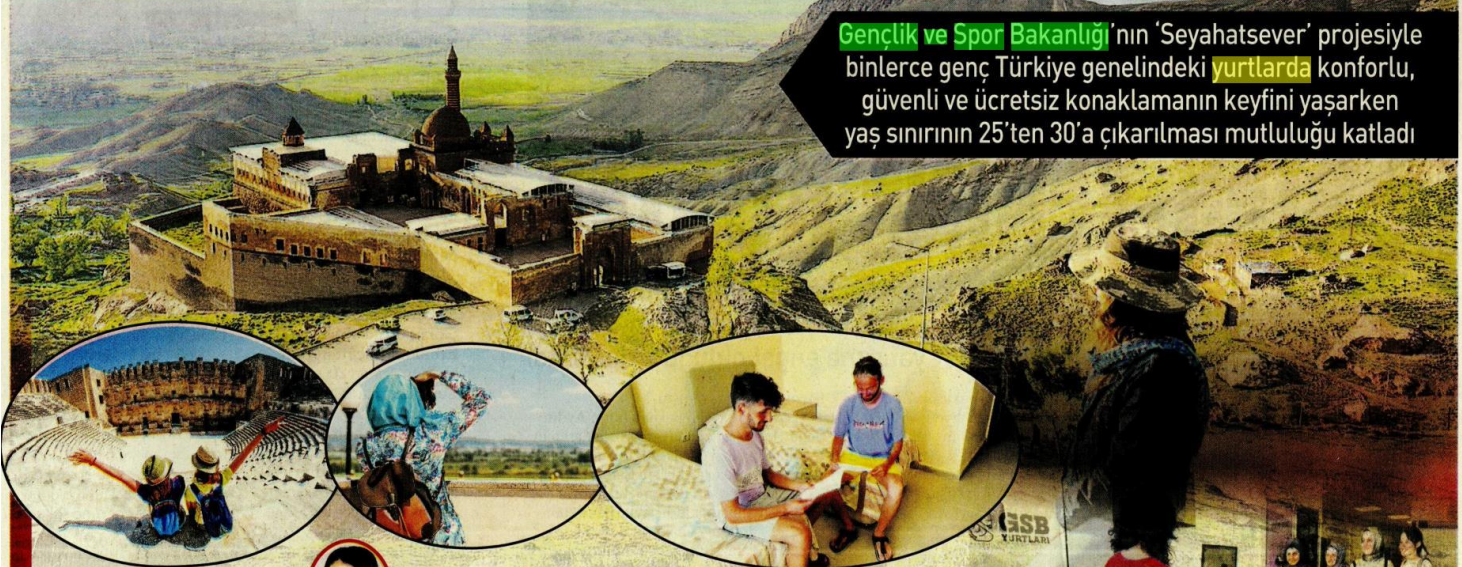 Gençlik ve Spor Bakanlığı'nın ‘Seyahatsever’ projesiyle
binlerce genç Türkiye genelindeki yurtlarda konforlu,
güvenli ve ücretsiz konaklamanın keyfini yaşarken
yaş sınırının 25’ten 30’a çıkarılması mutluluğu katladı
GSB
YURTLARI